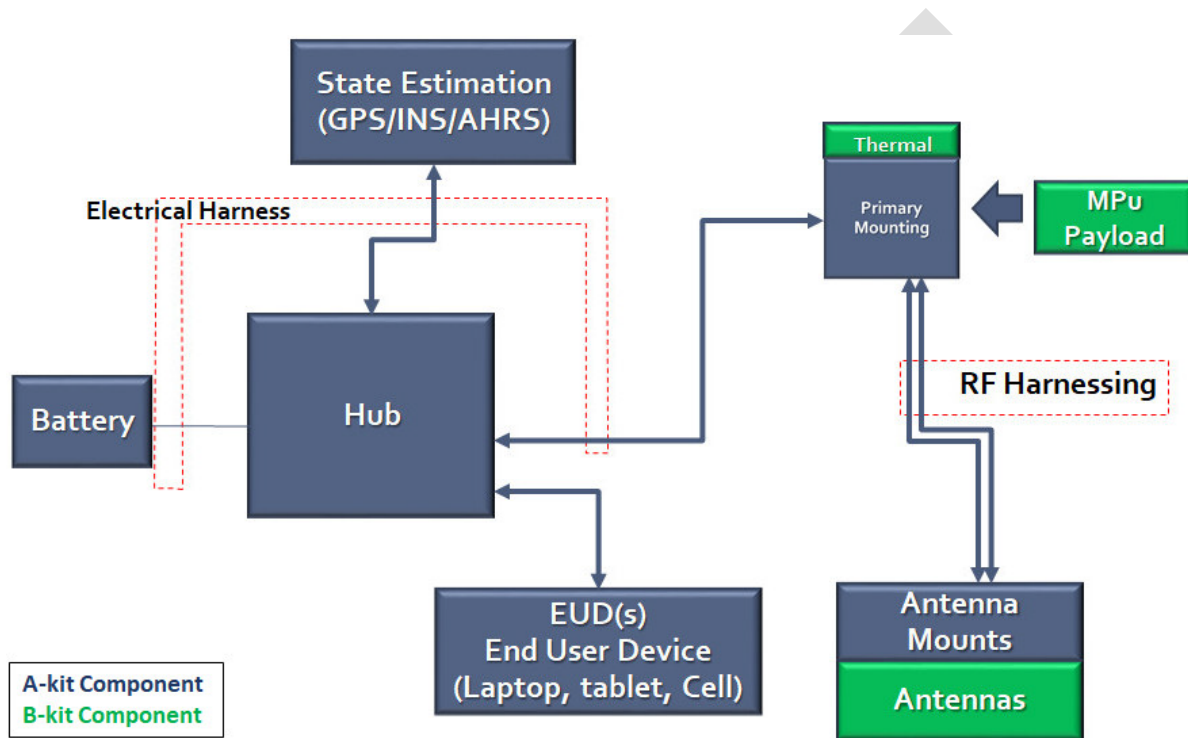 State Estimation
(GPS/INS/AHRS)
Thermal
Primary
Mounting
MPu
Payload
Electrical Harness
Battery
Hub
RF Harnessing
EUD(s)
End User Device
(Laptop, tablet, Cell)
Antenna
Mounts
Antennas
A-kit Component
B-kit Component